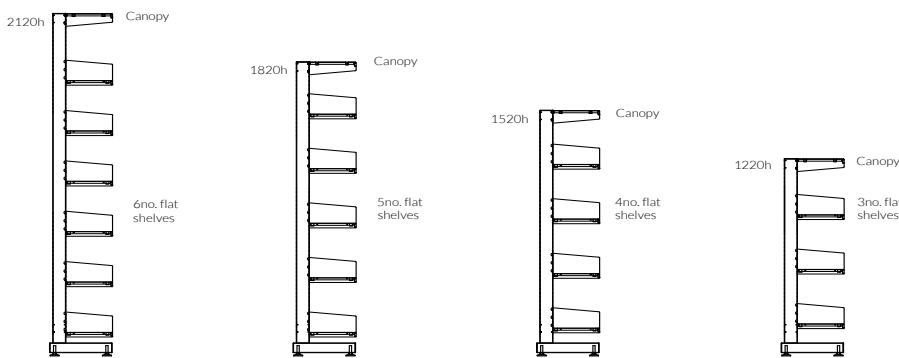 2120h
Canopy
6no. flat
shelves
1820h
Canopy
5no. flat
shelves
1520h
Canopy
4no. flat
shelves
1220h
Canopy
3no. flat
shelves